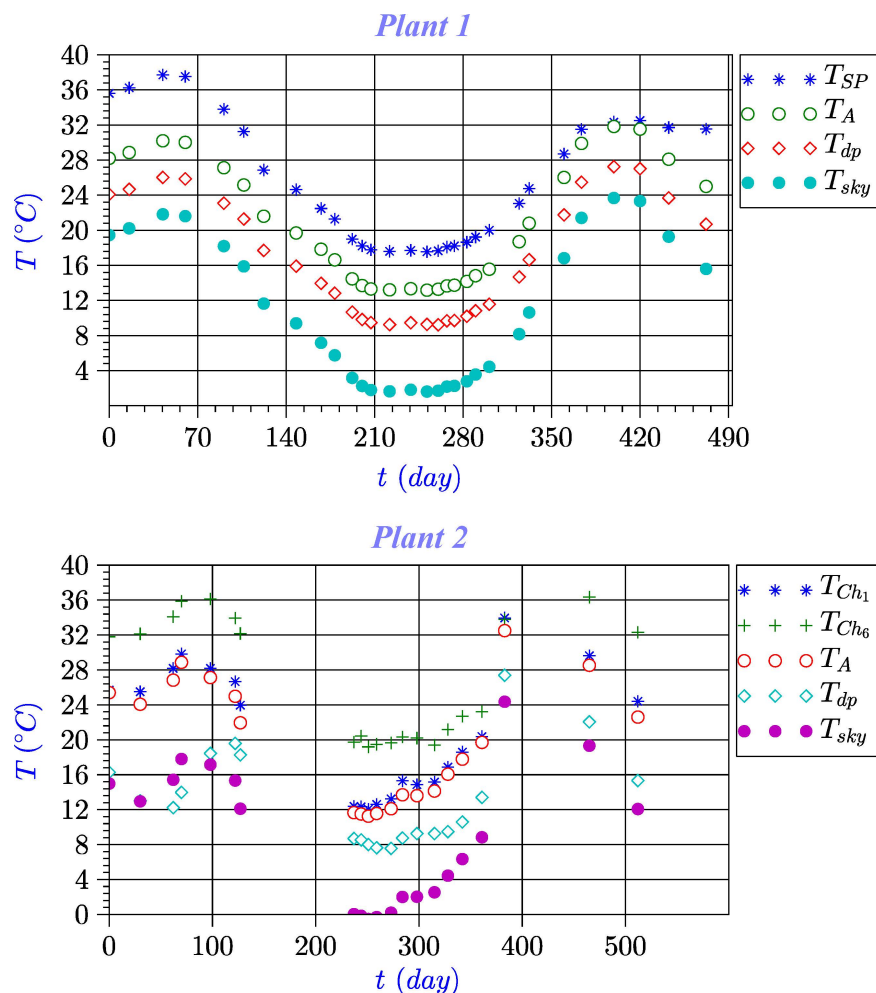 Plant 1
40
36
32
28
24
20
16
12
8
4
0 70 140 210 280 350 420 490
T (°C)
t (day)
T_SP
T_A
T_dp
T_sky
Plant 2
40
36
32
28
24
20
16
12
8
4
0
0 100 200 300 400 500
T (°C)
t (day)
T_Ch₁
T_Ch₆
T_A
T_dp
T_sky